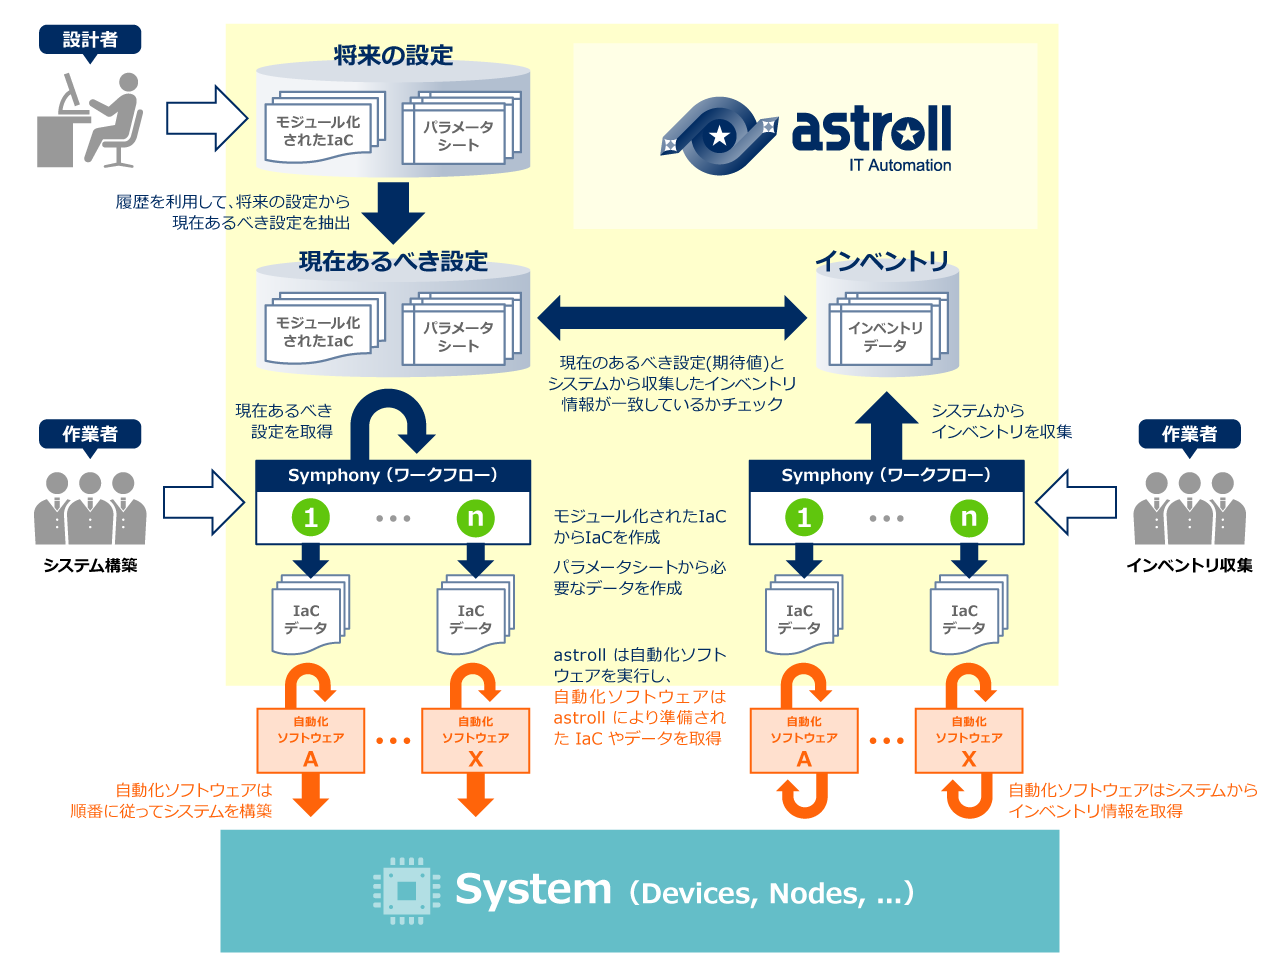 設計者
将来の設定
モジュール化
されたIaC
パラメータ
シート
astroll
IT Automation
履歴を利用して、将来の設定から
現在あるべき設定を抽出
現在あるべき設定
モジュール化
されたIaC
パラメータ
シート
インベントリ
インベントリ
データ
現在のあるべき設定(期待値)と
システムから収集したインベントリ
情報が一致しているかチェック
現在あるべき
設定を取得
システムから
インベントリを収集
作業者
システム構築
作業者
インベントリ収集
Symphony（ワークフロー）
1
...
n
Symphony（ワークフロー）
1
...
n
モジュール化されたIaC
からIaCを作成
パラメータシートから必
要なデータを作成
IaC
データ
IaC
データ
IaC
データ
IaC
データ
astroll は自動化ソフト
ウェアを実行し、
自動化ソフトウェアは
astroll により準備され
た IaC やデータを取得
自動化
ソフトウェア
A
...
自動化
ソフトウェア
X
自動化
ソフトウェア
A
...
自動化
ソフトウェア
X
自動化ソフトウェアは
順番に従ってシステムを構築
自動化ソフトウェアはシステムから
インベントリ情報を取得
System（Devices, Nodes, ...）